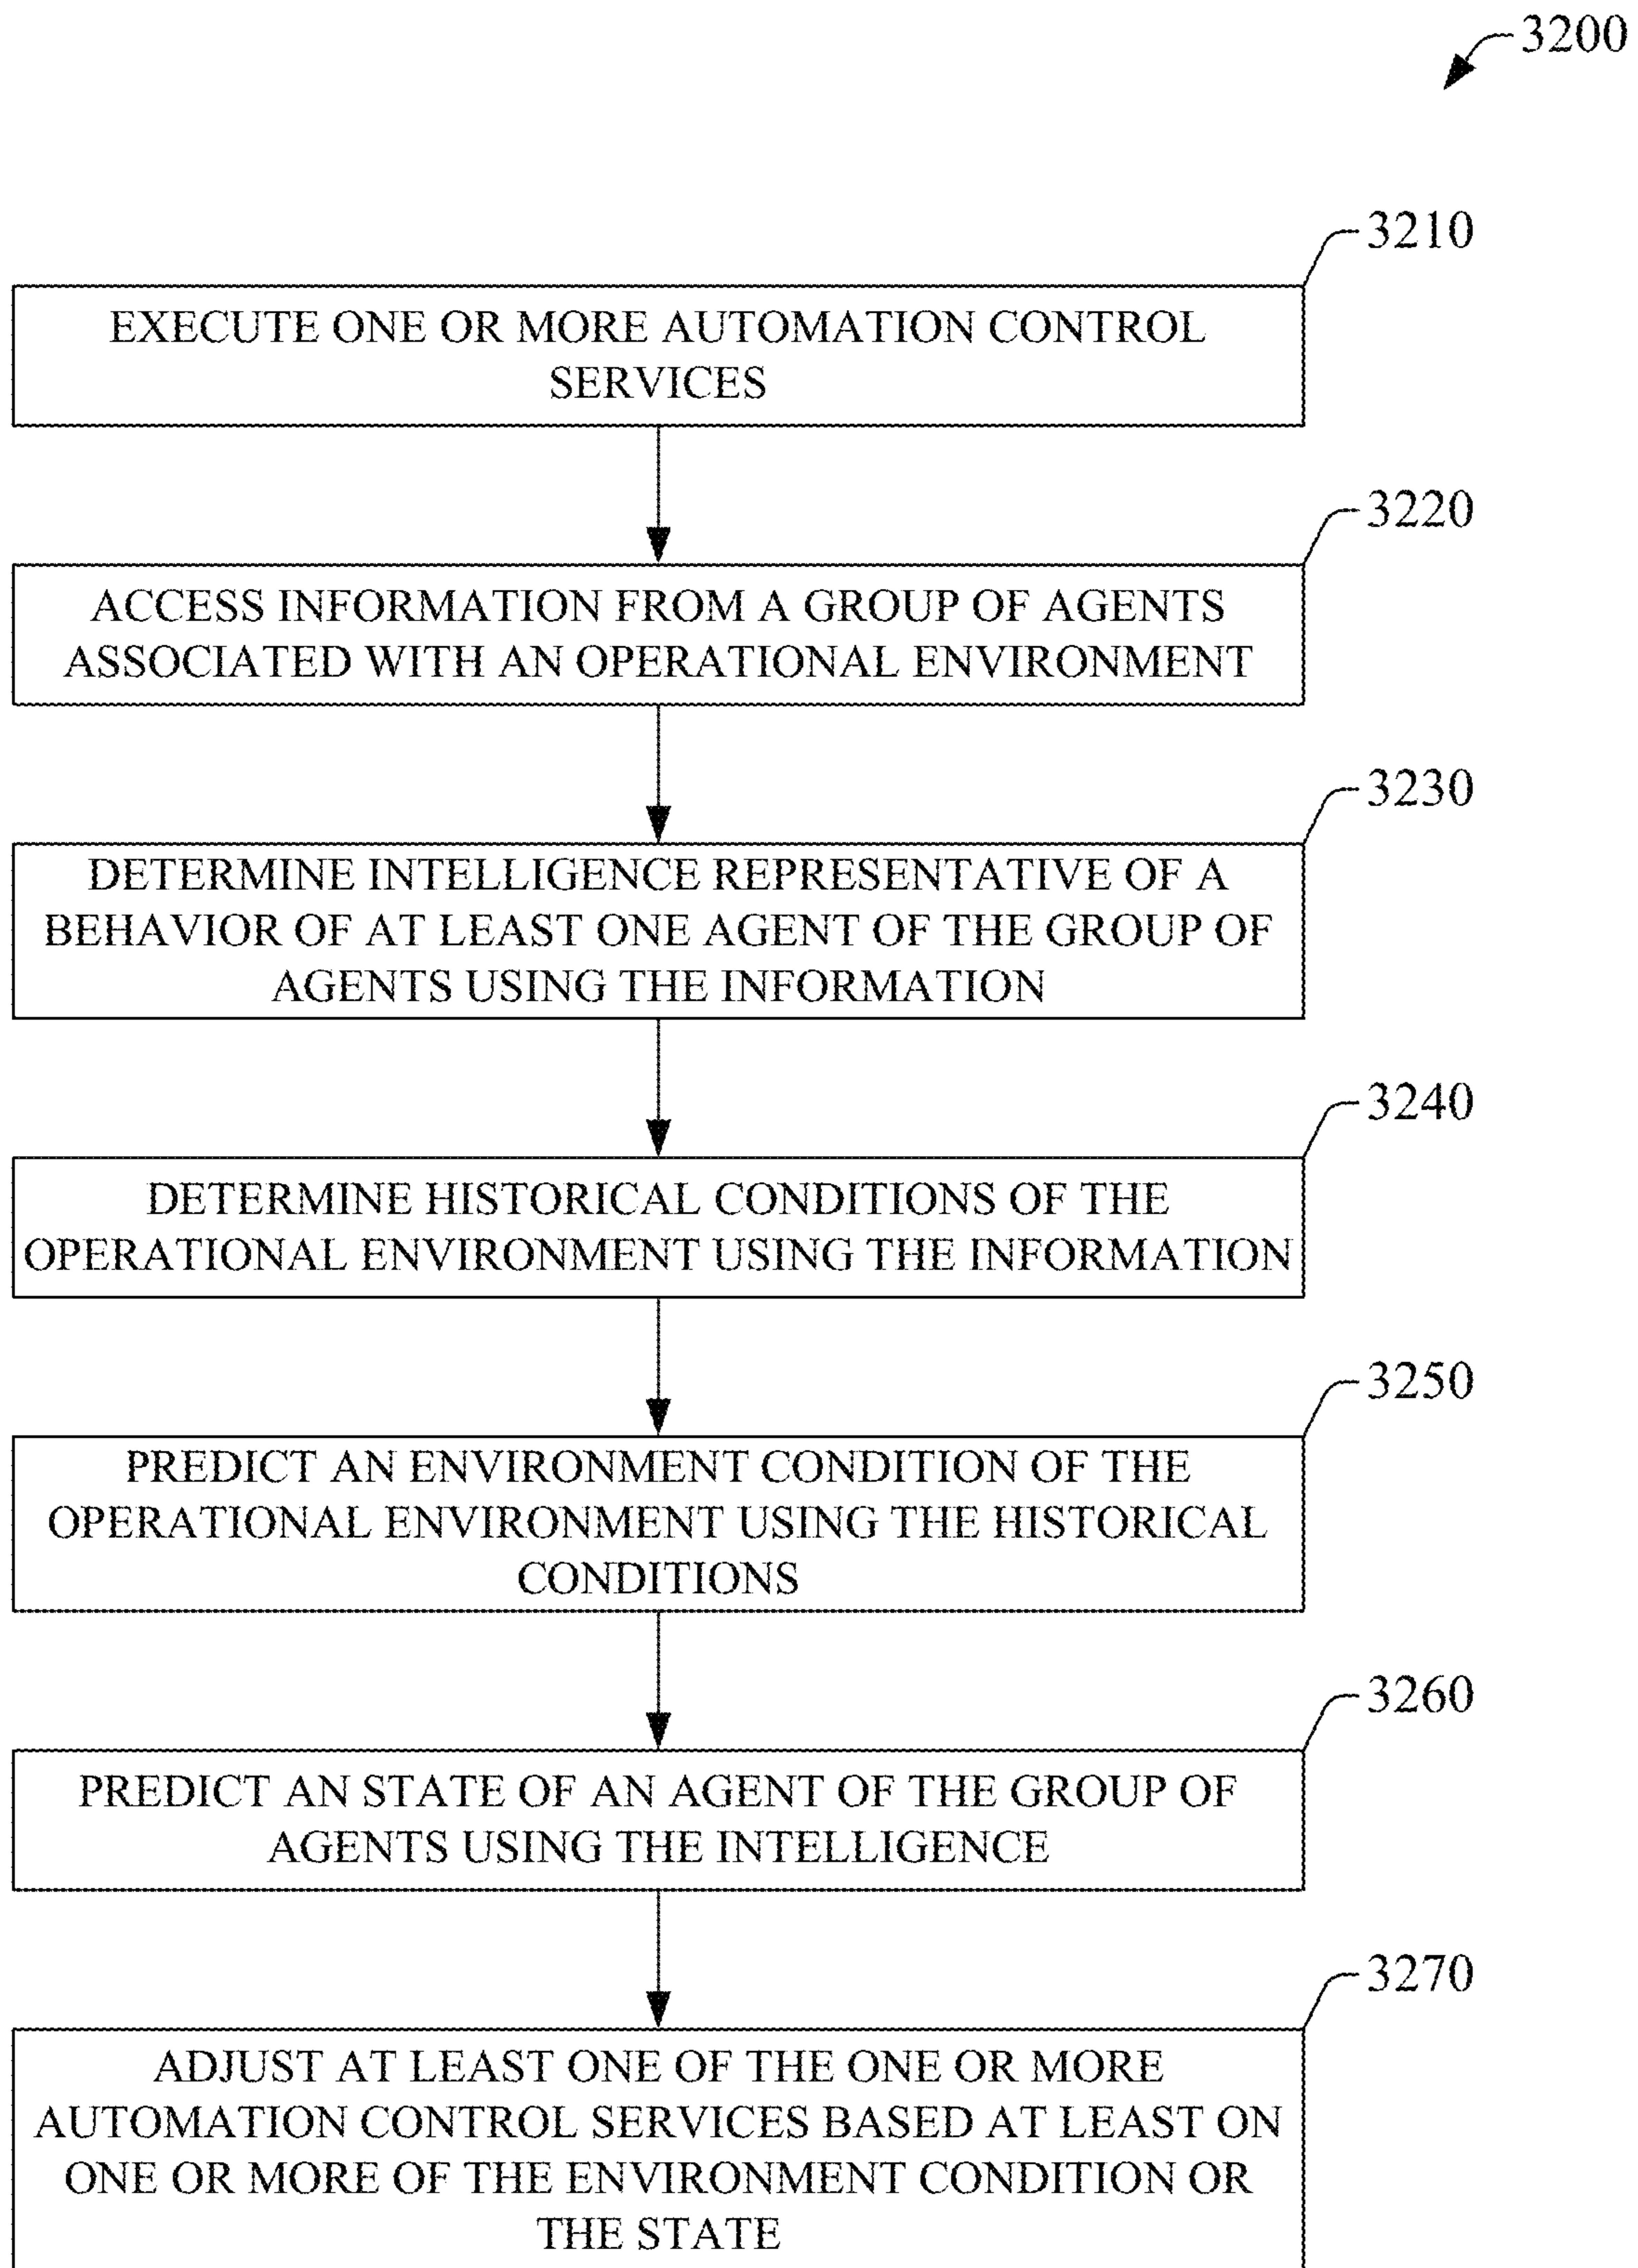 3200
3210
EXECUTE ONE OR MORE AUTOMATION CONTROL
SERVICES
3220
ACCESS INFORMATION FROM A GROUP OF AGENTS
ASSOCIATED WITH AN OPERATIONAL ENVIRONMENT
3230
DETERMINE INTELLIGENCE REPRESENTATIVE OF A
BEHAVIOR OF AT LEAST ONE AGENT OF THE GROUP OF
AGENTS USING THE INFORMATION
3240
DETERMINE HISTORICAL CONDITIONS OF THE
OPERATIONAL ENVIRONMENT USING THE INFORMATION
3250
PREDICT AN ENVIRONMENT CONDITION OF THE
OPERATIONAL ENVIRONMENT USING THE HISTORICAL
CONDITIONS
3260
PREDICT AN STATE OF AN AGENT OF THE GROUP OF
AGENTS USING THE INTELLIGENCE
3270
ADJUST AT LEAST ONE OF THE ONE OR MORE
AUTOMATION CONTROL SERVICES BASED AT LEAST ON
ONE OR MORE OF THE ENVIRONMENT CONDITION OR
THE STATE